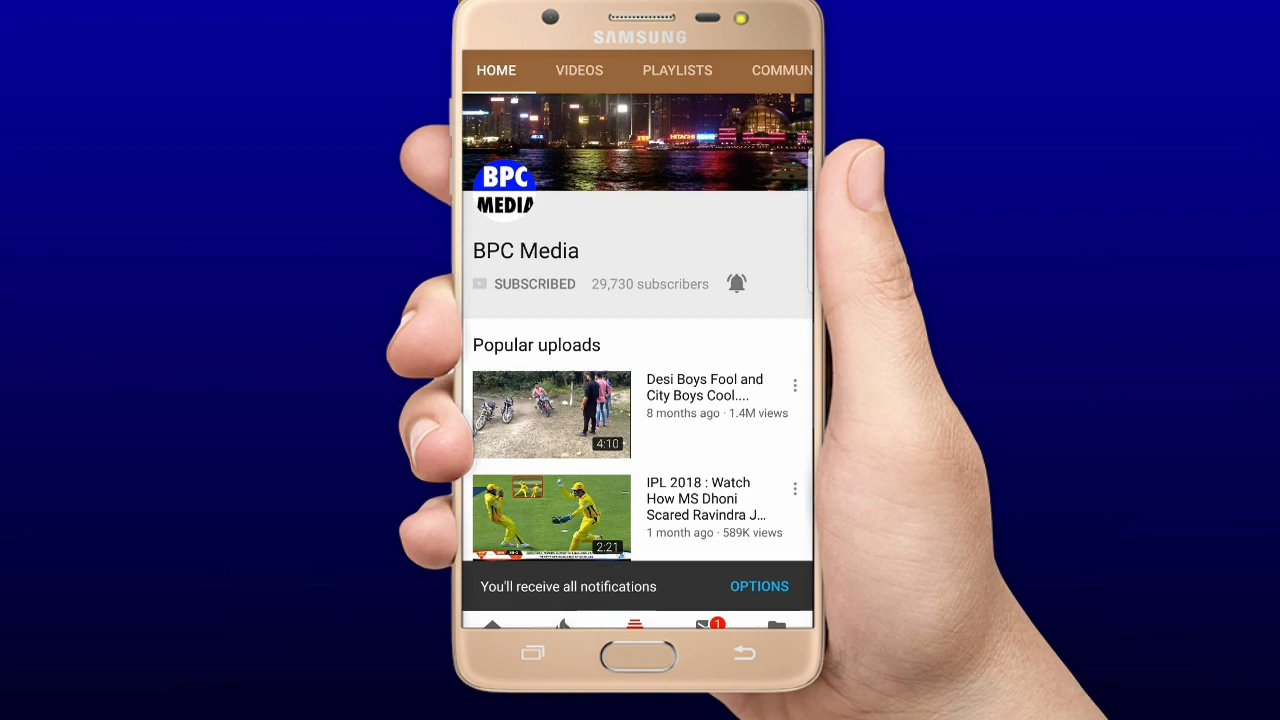 SAMSUNG
HOME VIDEOS PLAYLISTS COMMUN
HITACHI
BPC
MEDIA
BPC Media
SUBSCRIBED 29,730 subscribers
Popular uploads
Desi Boys Fool and
City Boys Cool....
8 months ago · 1.4M views
4:10
IPL 2018 : Watch
How MS Dhoni
Scared Ravindra J...
1 month ago · 589K views
2:21
You'll receive all notifications OPTIONS
1